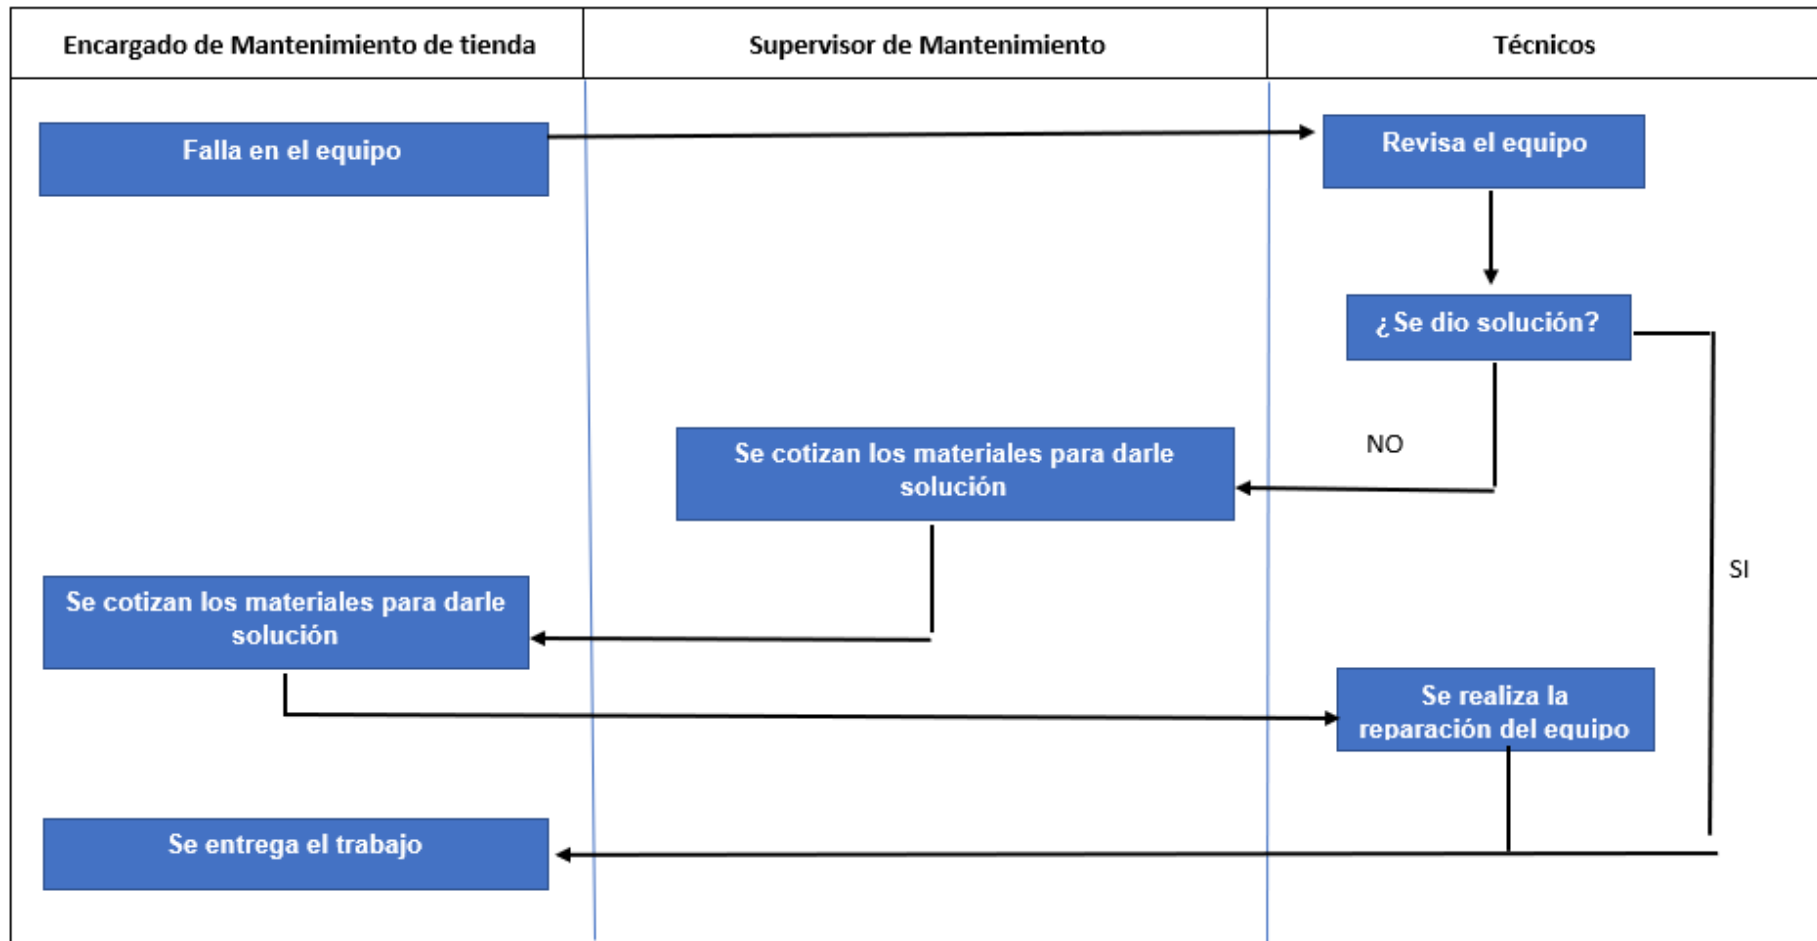 Encargado de Mantenimiento de tienda
Supervisor de Mantenimiento
Técnicos
Falla en el equipo
Revisa el equipo
¿Se dio solución?
NO
Se cotizan los materiales para darle
solución
SI
Se cotizan los materiales para darle
solución
Se realiza la
reparación del equipo
Se entrega el trabajo